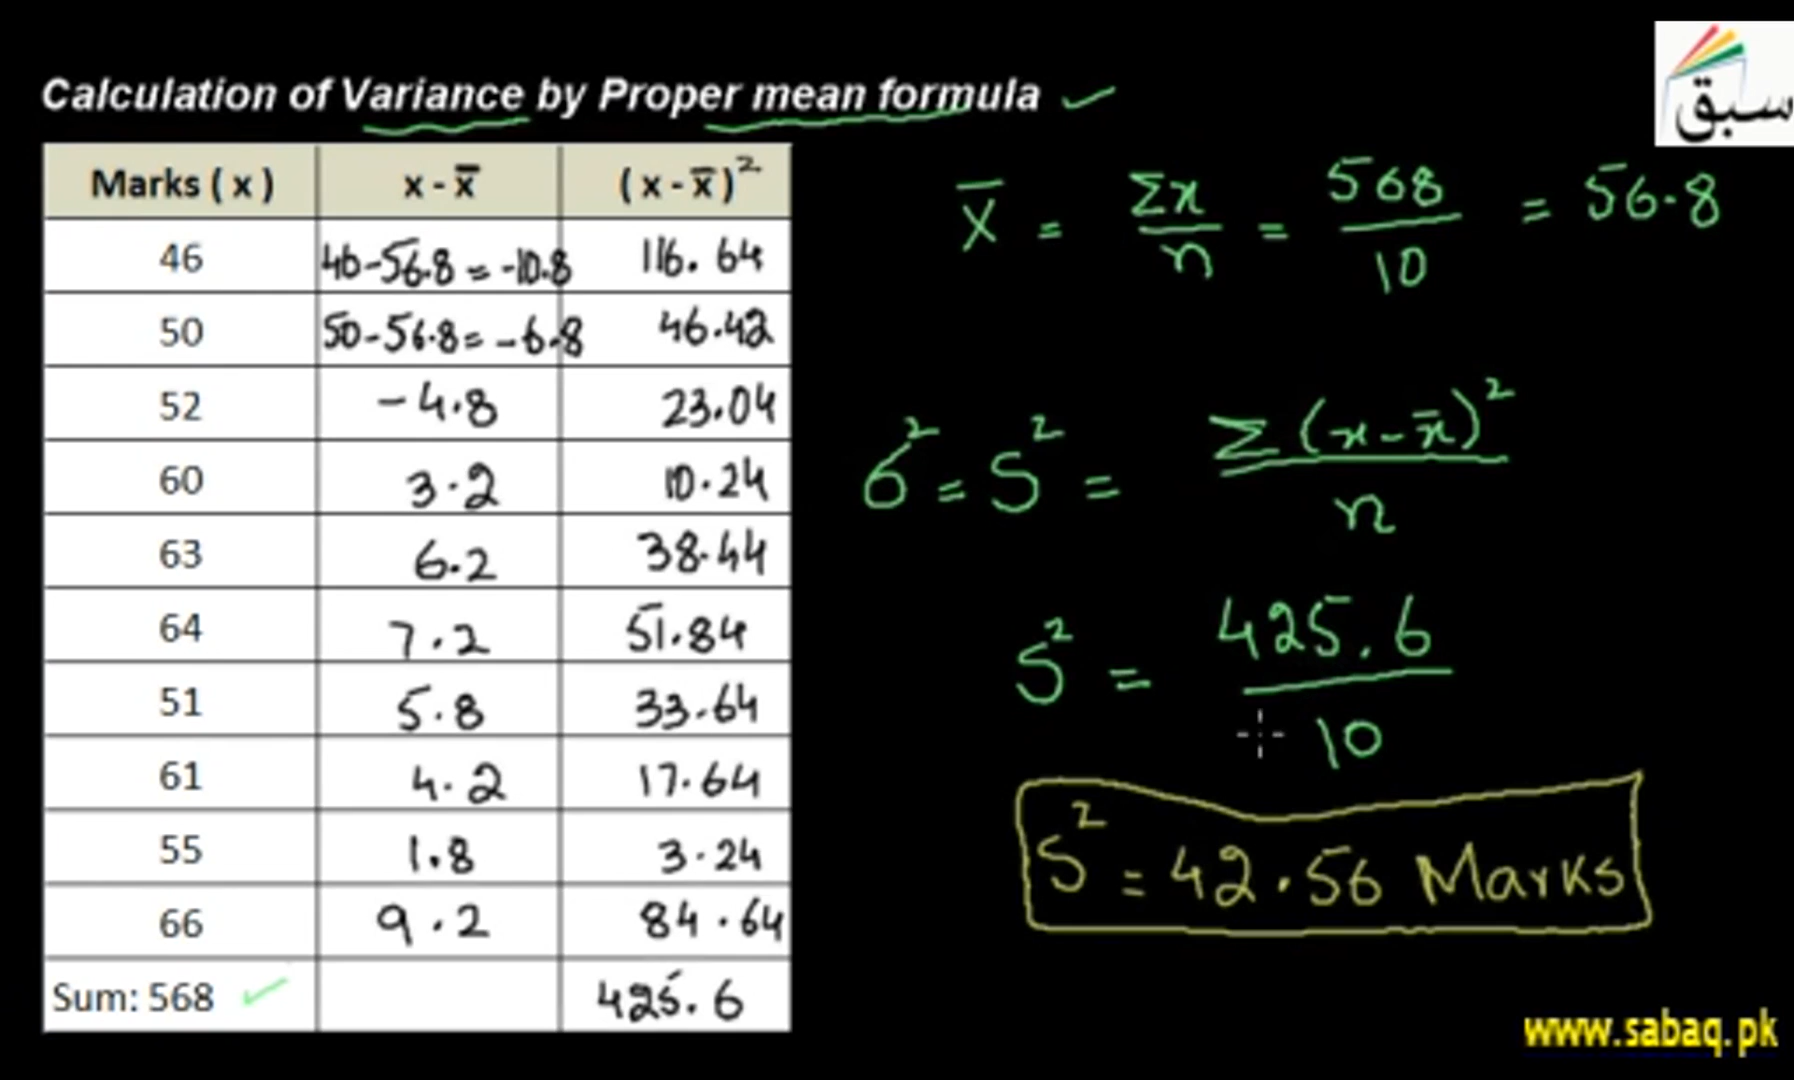 سبق
Calculation of Variance by Proper mean formula
Marks ( x ) x - x̄ ( x - x̄ )²
46 46-56.8 = -10.8 116.64
50 50-56.8 = -6.8 46.42
52 -4.8 23.04
60 3.2 10.24
63 6.2 38.44
64 7.2 51.84
51 5.8 33.64
61 4.2 17.64
55 1.8 3.24
66 9.2 84.64
Sum: 568 425.6
X̄ = Σx/n = 568/10 = 56.8
6² = S² = Σ(x-x̄)²/n
S² = 425.6/10
S² = 42.56 Marks
www.sabaq.pk